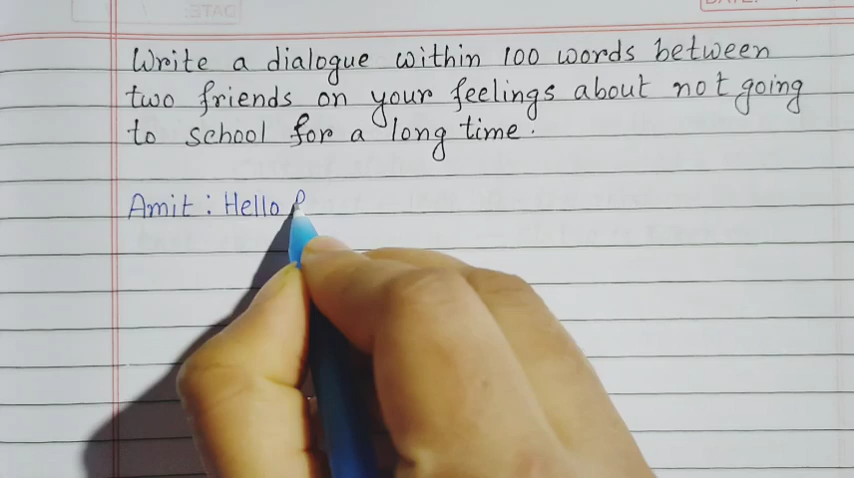 Write a dialogue within 100 words between
two friends on your feelings about not going
to school for a long time.
Amit : Hello